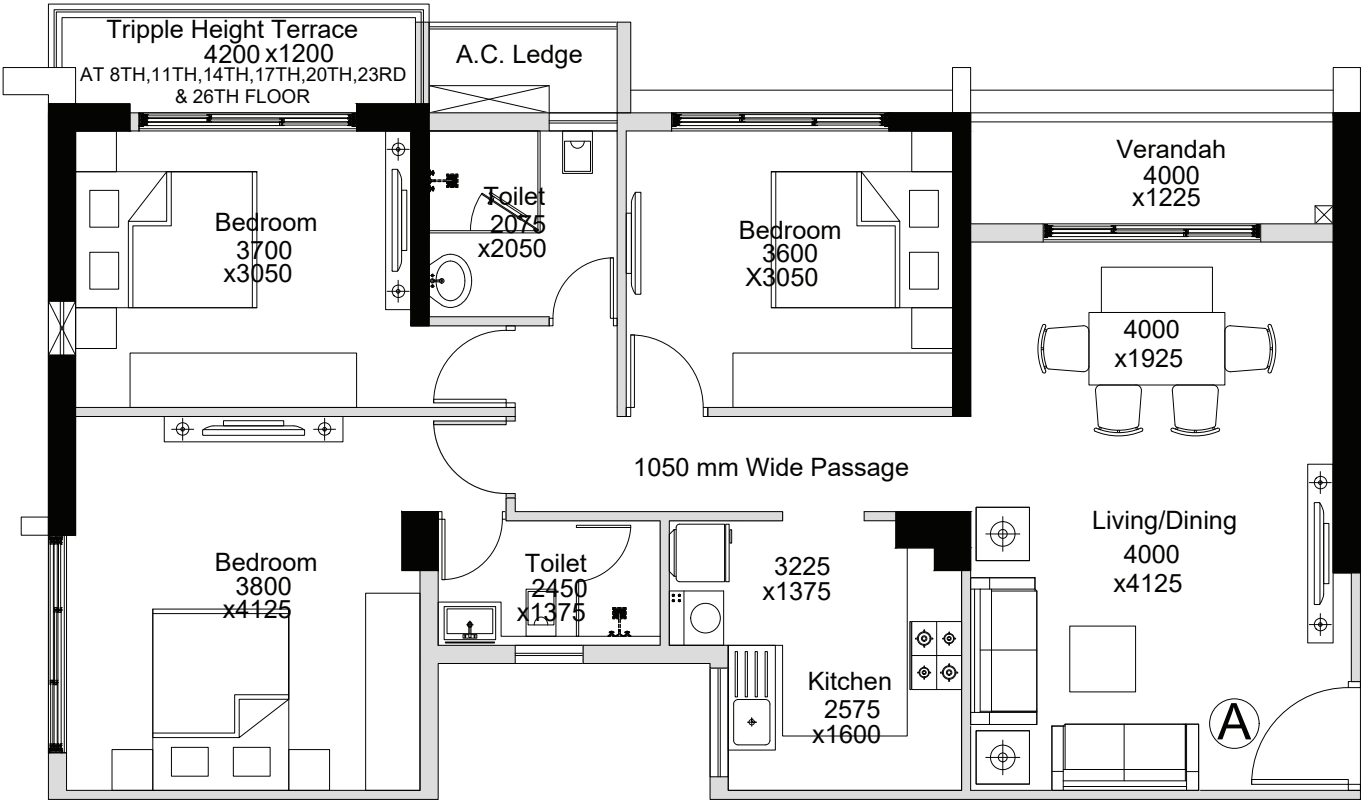 Tripple Height Terrace
4200 x1200
AT 8TH,11TH,14TH,17TH,20TH,23RD
& 26TH FLOOR
A.C. Ledge
Verandah
4000
x1225
Toilet
2075
x2050
Bedroom
3700
x3050
Bedroom
3600
X3050
4000
x1925
1050 mm Wide Passage
Living/Dining
4000
x4125
Bedroom
3800
x4125
Toilet
2450
x1375
3225
x1375
Kitchen
2575
x1600
A